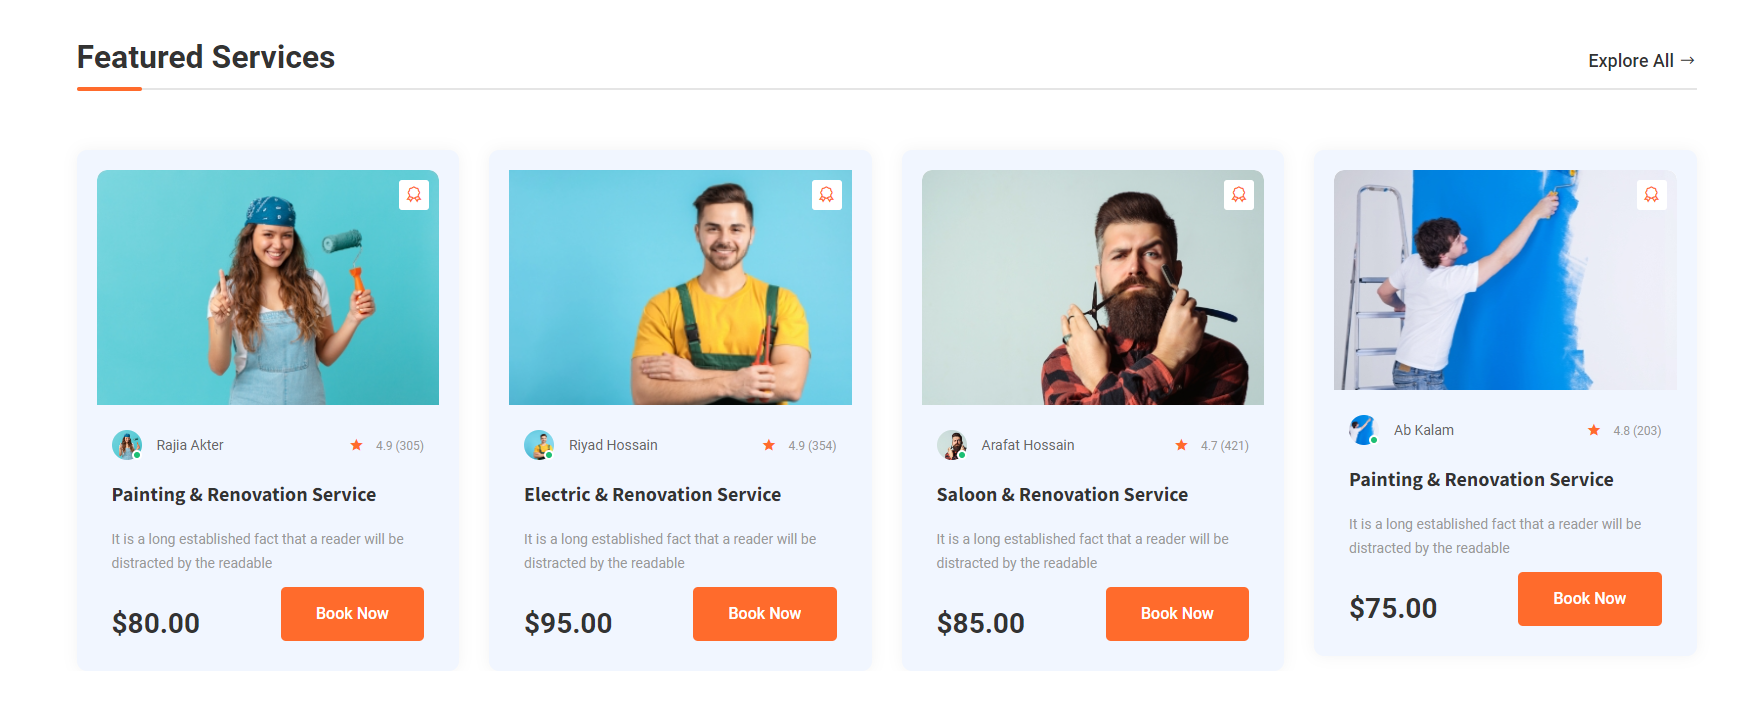 Featured Services
Explore All →
Rajia Akter
4.9 (305)
Painting & Renovation Service
It is a long established fact that a reader will be
distracted by the readable
$80.00
Book Now
Riyad Hossain
4.9 (354)
Electric & Renovation Service
It is a long established fact that a reader will be
distracted by the readable
$95.00
Book Now
Arafat Hossain
4.7 (421)
Saloon & Renovation Service
It is a long established fact that a reader will be
distracted by the readable
$85.00
Book Now
Ab Kalam
4.8 (203)
Painting & Renovation Service
It is a long established fact that a reader will be
distracted by the readable
$75.00
Book Now